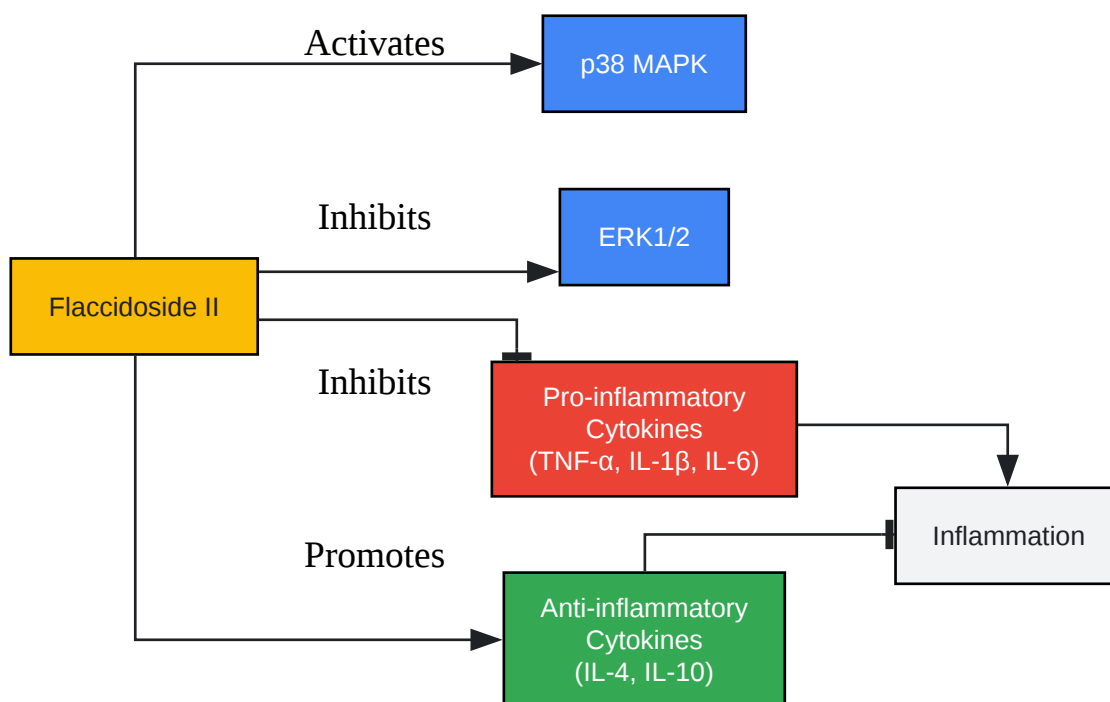 Activates
p38 MAPK
Inhibits
ERK1/2
Flaccidoside II
Inhibits
Pro-inflammatory
Cytokines
(TNF-α, IL-1β, IL-6)
Inflammation
Promotes
Anti-inflammatory
Cytokines
(IL-4, IL-10)